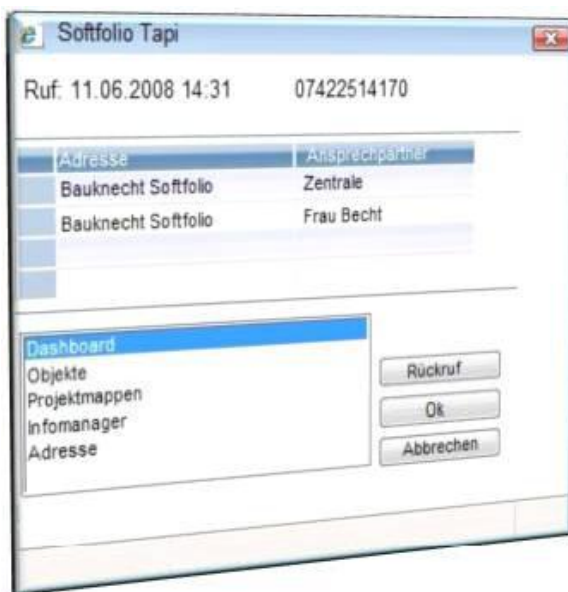 Softfolio Tapi
Ruf: 11.06.2008 14:31 07422514170
Adresse Ansprechpartner
Bauknecht Softfolio Zentrale
Bauknecht Softfolio Frau Becht
Dashboard
Objekte
Projektmappen
Infomanager
Adresse
Rückruf
Ok
Abbrechen